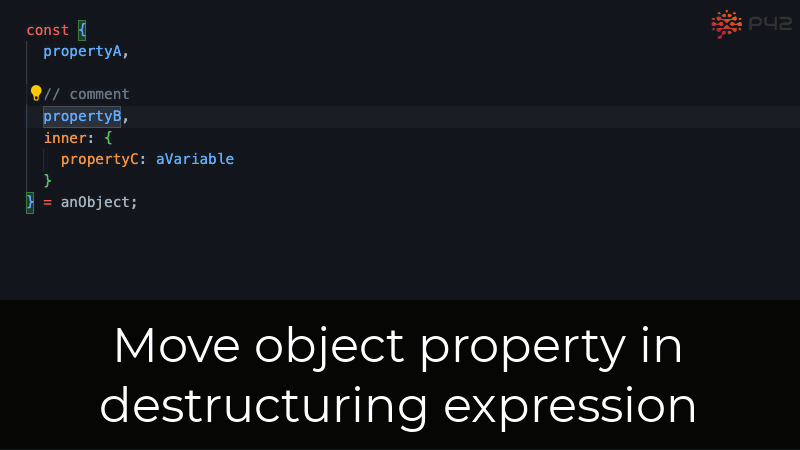 const {
P42
propertyA,
// comment
propertyB,
inner: {
propertyC: aVariable
}
} = anObject;
Move object property in
destructuring expression